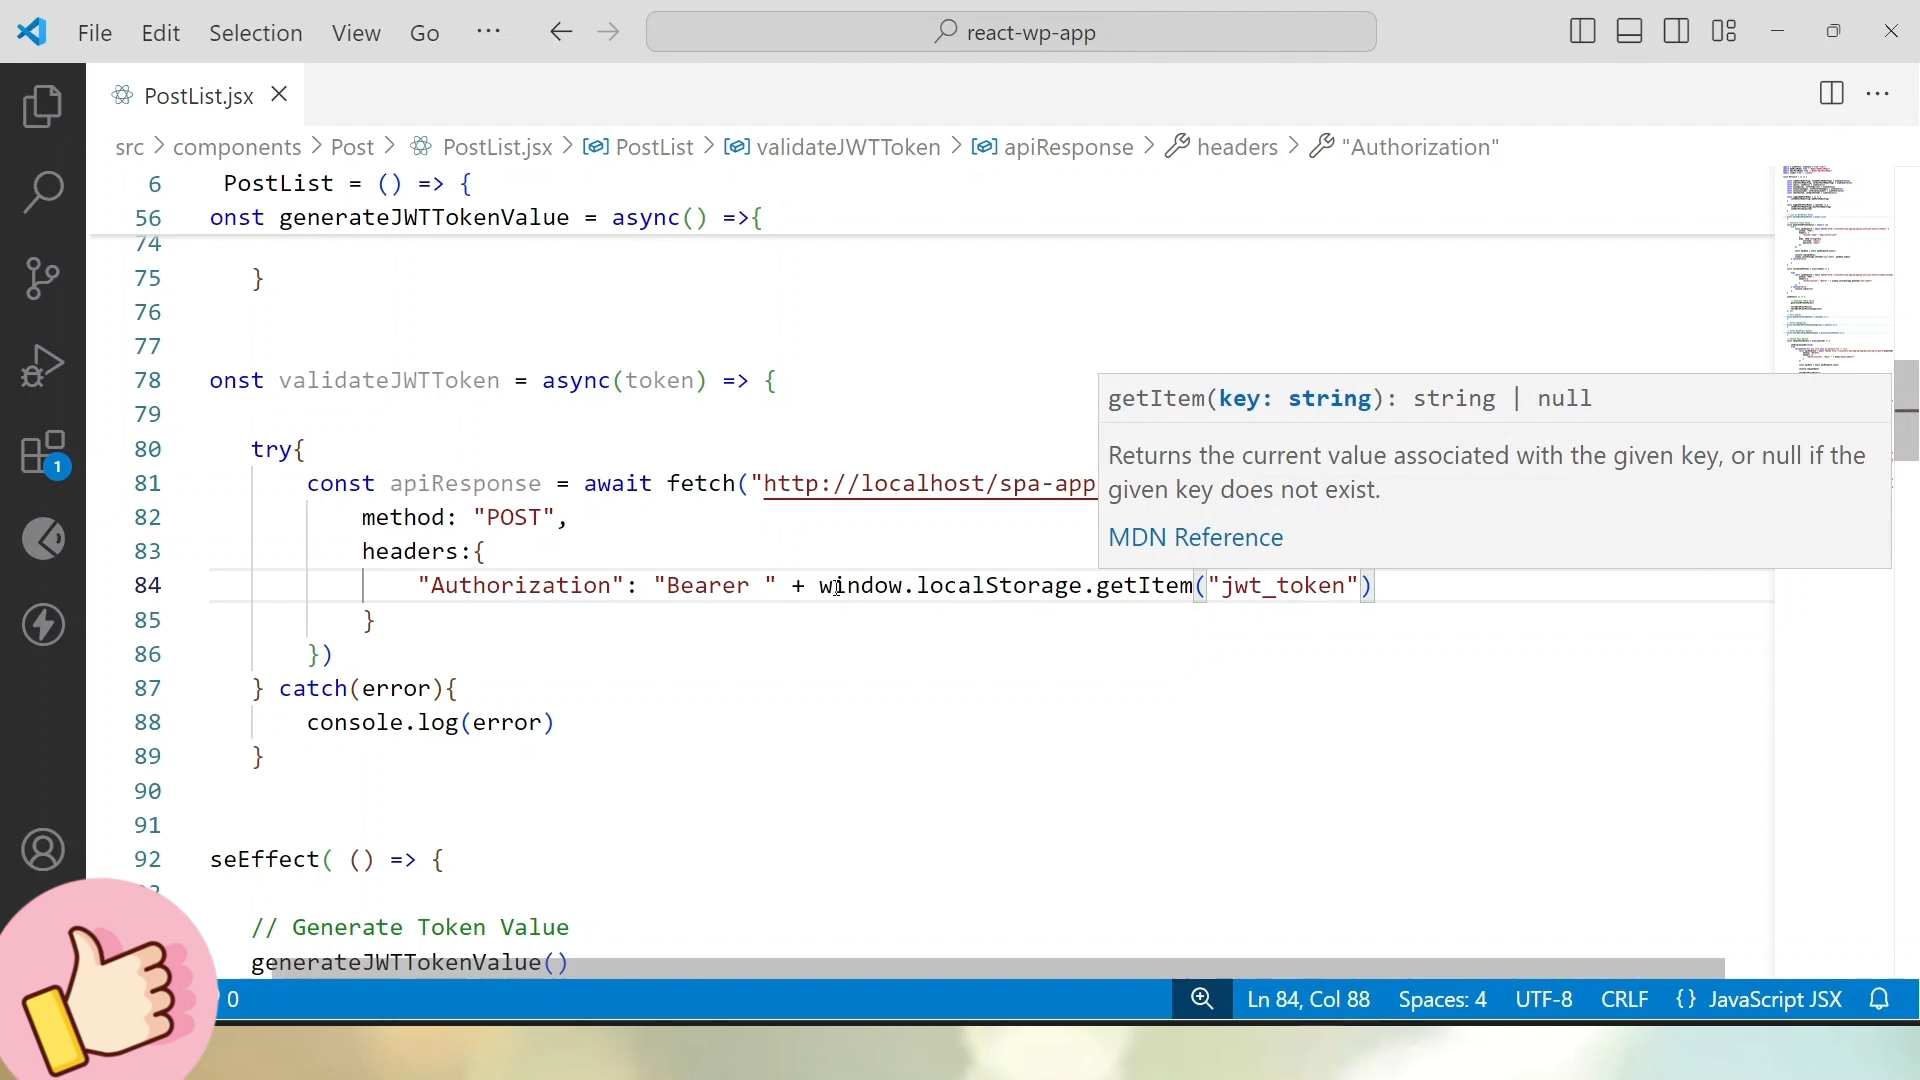 File Edit Selection View Go ··· react-wp-app
PostList.jsx
src > components > Post > PostList.jsx > PostList > validateJWTToken > apiResponse > headers > "Authorization"
6 PostList = () => {
56 onst generateJWTTokenValue = async() =>{
74
75 }
76
77
78 onst validateJWTToken = async(token) => {
79
80 try{
81 const apiResponse = await fetch("http://localhost/spa-app
82 method: "POST",
83 headers:{
84 "Authorization": "Bearer " + window.localStorage.getItem("jwt_token")
85 }
86 })
87 } catch(error){
88 console.log(error)
89 }
90
91
92 seEffect( () => {
// Generate Token Value
generateJWTTokenValue()
getItem(key: string): string | null
Returns the current value associated with the given key, or null if the
given key does not exist.
MDN Reference
1
0 Ln 84, Col 88 Spaces: 4 UTF-8 CRLF {} JavaScript JSX